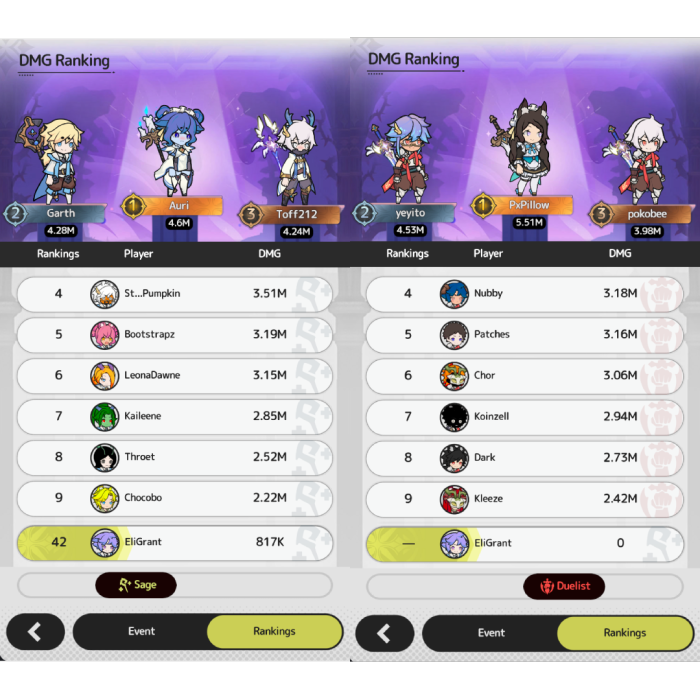 DMG Ranking
2 Garth
4.28M
1 Auri
4.6M
3 Toff212
4.24M
Rankings Player DMG
4 St...Pumpkin 3.51M
5 Bootstrapz 3.19M
6 LeonaDawne 3.15M
7 Kaileene 2.85M
8 Throet 2.52M
9 Chocobo 2.22M
42 EliGrant 817K
Sage
Event Rankings
DMG Ranking
2 yeyito
4.53M
1 PxPillow
5.51M
3 pokobee
3.98M
Rankings Player DMG
4 Nubby 3.18M
5 Patches 3.16M
6 Chor 3.06M
7 Koinzell 2.94M
8 Dark 2.73M
9 Kleeze 2.42M
— EliGrant 0
Duelist
Event Rankings